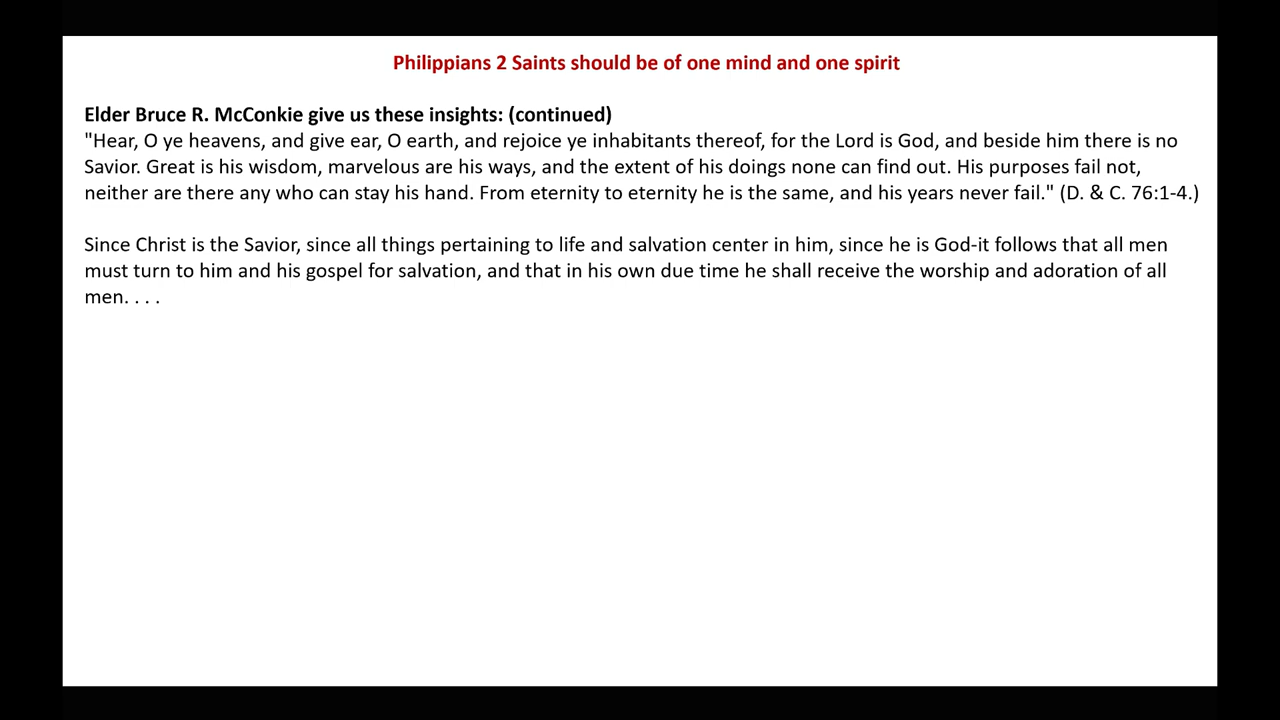 Philippians 2 Saints should be of one mind and one spirit
Elder Bruce R. McConkie give us these insights: (continued)
"Hear, O ye heavens, and give ear, O earth, and rejoice ye inhabitants thereof, for the Lord is God, and beside him there is no
Savior. Great is his wisdom, marvelous are his ways, and the extent of his doings none can find out. His purposes fail not,
neither are there any who can stay his hand. From eternity to eternity he is the same, and his years never fail." (D. & C. 76:1-4.)
Since Christ is the Savior, since all things pertaining to life and salvation center in him, since he is God-it follows that all men
must turn to him and his gospel for salvation, and that in his own due time he shall receive the worship and adoration of all
men. . . .